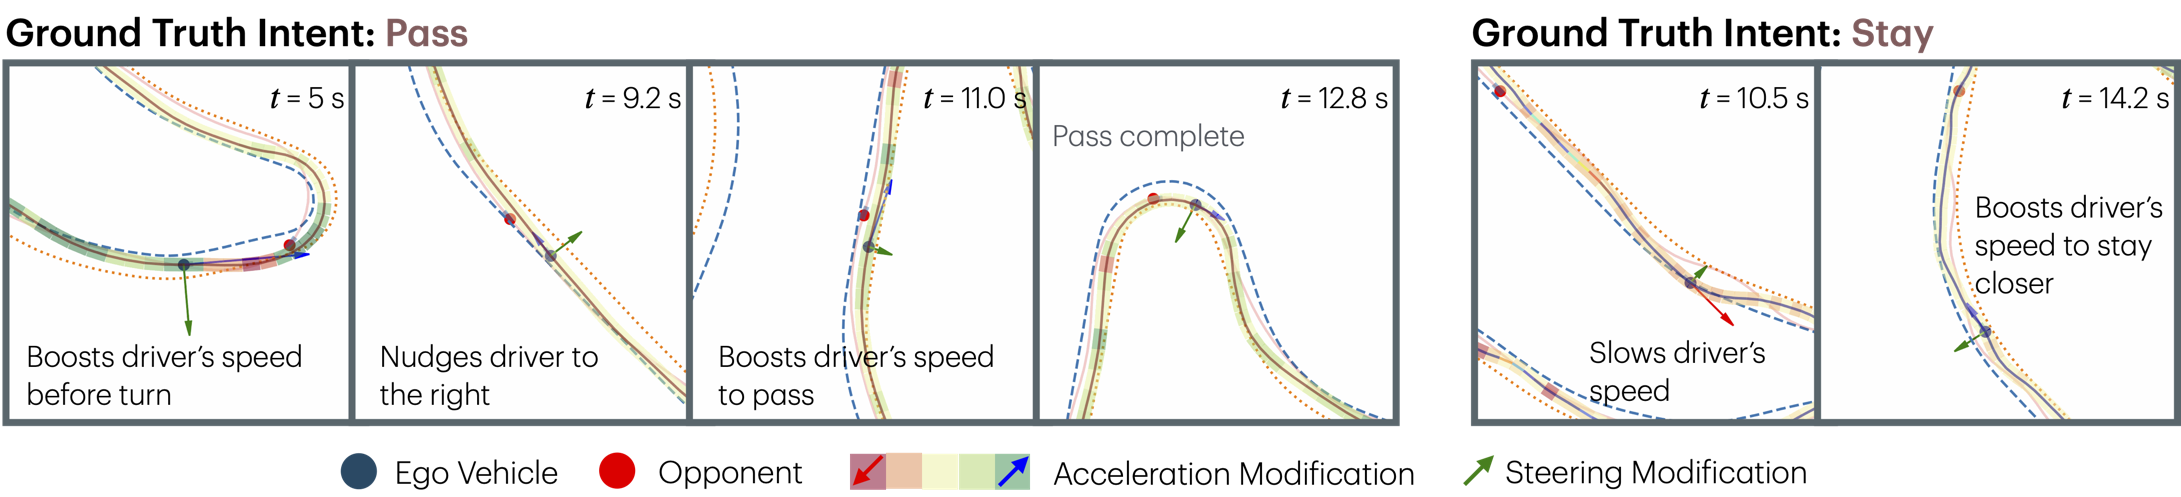 Ground Truth Intent: Pass
t = 5 s
Boosts driver's speed
before turn
t = 9.2 s
Nudges driver to
the right
t = 11.0 s
Boosts driver's speed
to pass
t = 12.8 s
Pass complete
Ground Truth Intent: Stay
t = 10.5 s
Slows driver's
speed
t = 14.2 s
Boosts driver's
speed to stay
closer
Ego Vehicle
Opponent
Acceleration Modification
Steering Modification